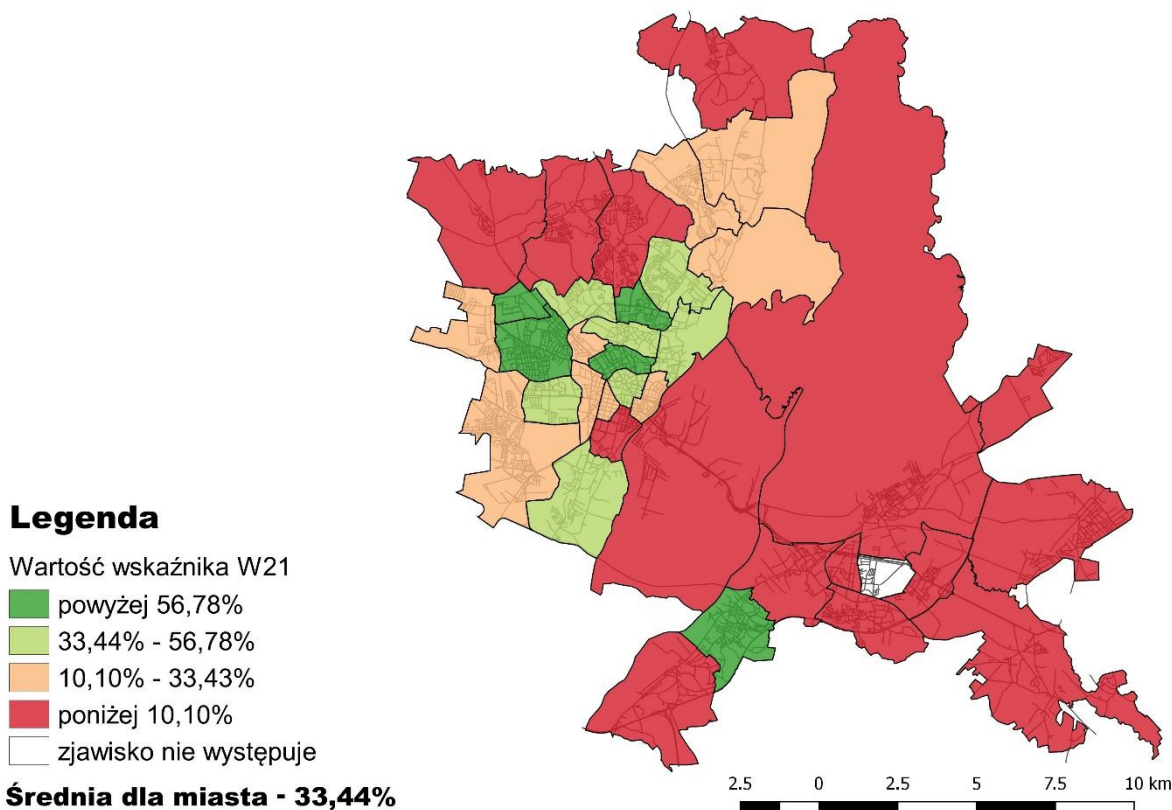 Legenda
Wartość wskaźnika W21
powyżej 56,78%
33,44% - 56,78%
10,10% - 33,43%
poniżej 10,10%
zjawisko nie występuje
Średnia dla miasta - 33,44%
2.5 0 2.5 5 7.5 10 km